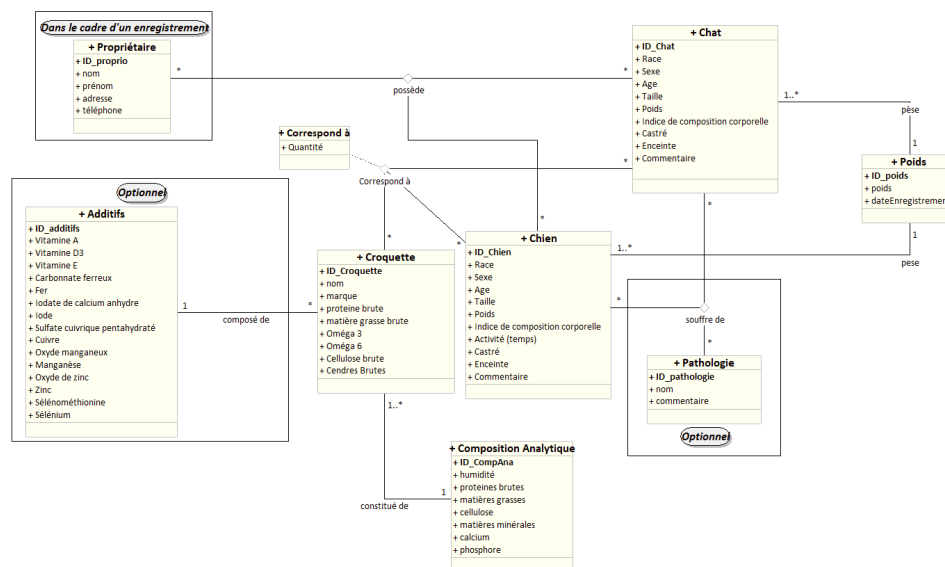 Dans le cadre d'un enregistrement
+ Propriétaire
+ ID_proprio
+ nom
+ prénom
+ adresse
+ téléphone
*
possède
*
*
+ Chat
+ ID_Chat
+ Race
+ Sexe
+ Age
+ Taille
+ Poids
+ Indice de composition corporelle
+ Castré
+ Enceinte
+ Commentaire
1..*
pèse
1
+ Poids
+ ID_poids
+ poids
+ dateEnregistremen
1
pese
1..*
+ Correspond à
+ Quantité
Correspond à
*
*
*
Optionnel
+ Additifs
+ ID_additifs
+ Vitamine A
+ Vitamine D3
+ Vitamine E
+ Carbonnate ferreux
+ Fer
+ Iodate de calcium anhydre
+ Iode
+ Sulfate cuivrique pentahydraté
+ Cuivre
+ Oxyde manganeux
+ Manganèse
+ Oxyde de zinc
+ Zinc
+ Sélénométhionine
+ Sélénium
1
composé de
*
+ Croquette
+ ID_Croquette
+ nom
+ marque
+ proteine brute
+ matière grasse brute
+ Oméga 3
+ Oméga 6
+ Cellulose brute
+ Cendres Brutes
1..*
+ Chien
+ ID_Chien
+ Race
+ Sexe
+ Age
+ Taille
+ Poids
+ Indice de composition corporelle
+ Activité (temps)
+ Castré
+ Enceinte
+ Commentaire
*
*
souffre de
*
+ Pathologie
+ ID_pathologie
+ nom
+ commentaire
Optionnel
constitué de
1
+ Composition Analytique
+ ID_CompAna
+ humidité
+ proteines brutes
+ matières grasses
+ cellulose
+ matières minérales
+ calcium
+ phosphore